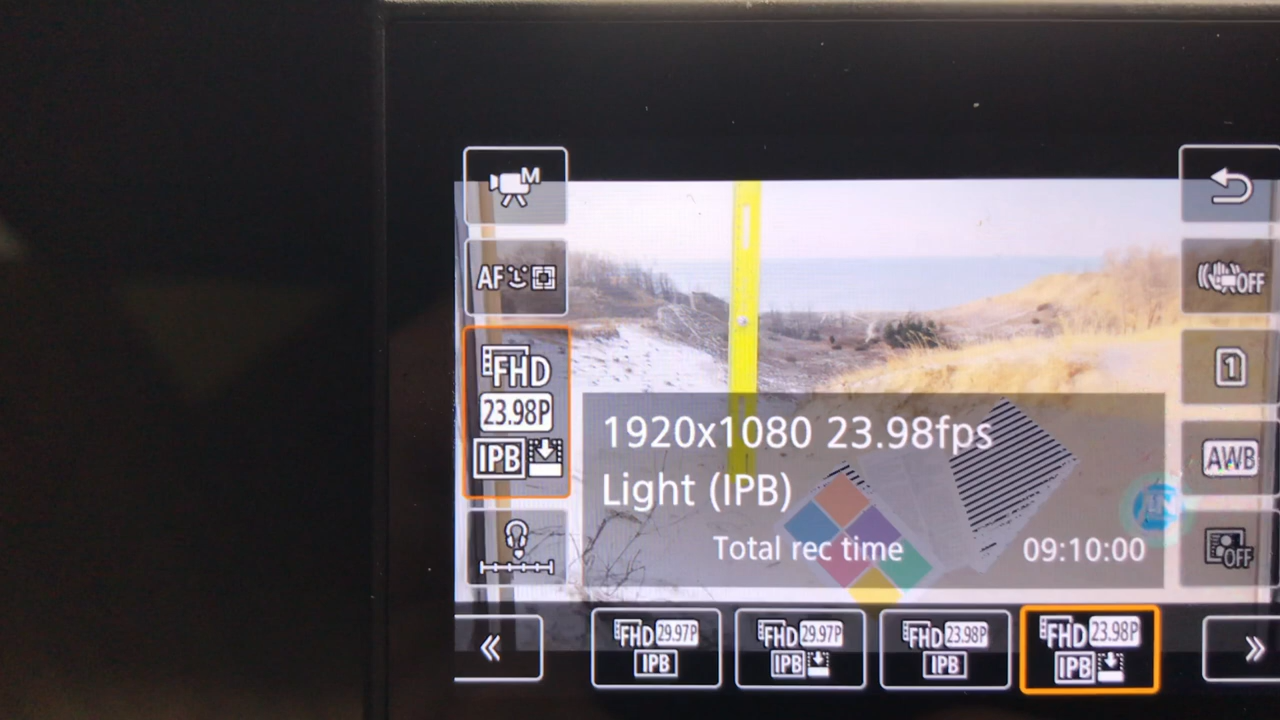 M
AF
FHD
23.98P
IPB
1920x1080 23.98fps
Light (IPB)
Total rec time 09:10:00
OFF
1
AWB
OFF
FHD 29.97P
IPB
FHD 29.97P
IPB
FHD 23.98P
IPB
FHD 23.98P
IPB